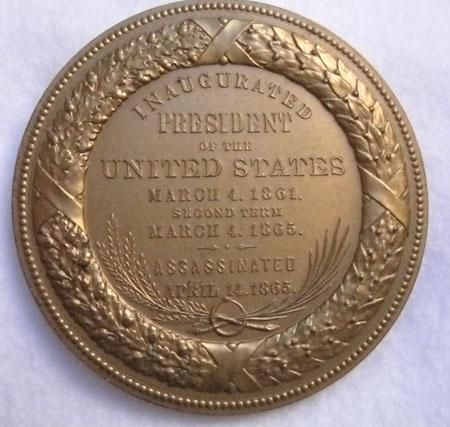 INAUGURATED
PRESIDENT
OF THE
UNITED STATES
MARCH 4. 1861.
SECOND TERM
MARCH 4. 1865.
ASSASSINATED
APRIL 14. 1865.